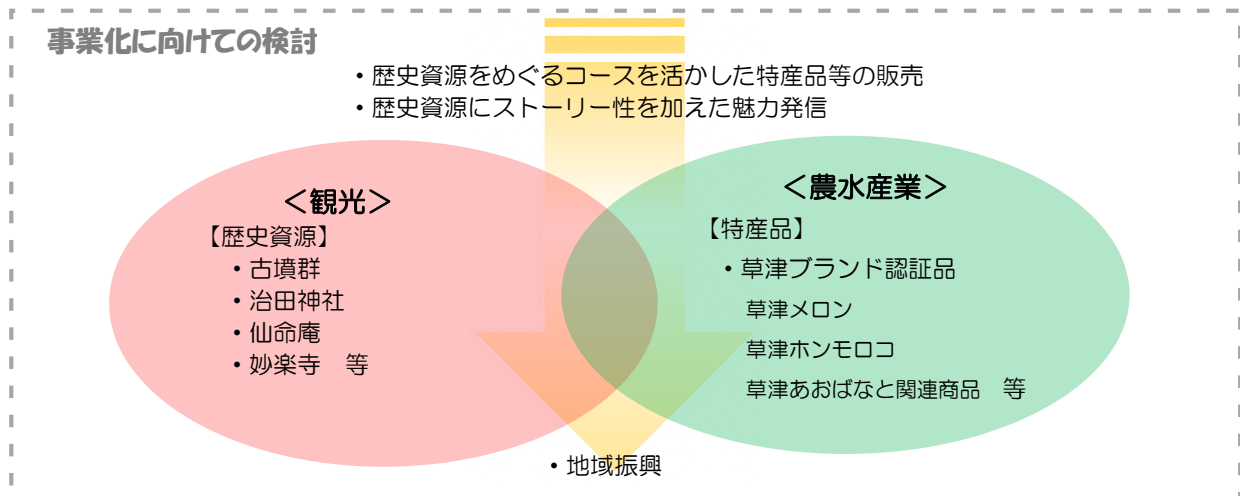 事業化に向けての検討
・歴史資源をめぐるコースを活かした特産品等の販売
・歴史資源にストーリー性を加えた魅力発信
＜観光＞
【歴史資源】
・古墳群
・治田神社
・仙命庵
・妙楽寺　等
＜農水産業＞
【特産品】
・草津ブランド認証品
草津メロン
草津ホンモロコ
草津あおばなと関連商品　等
・地域振興